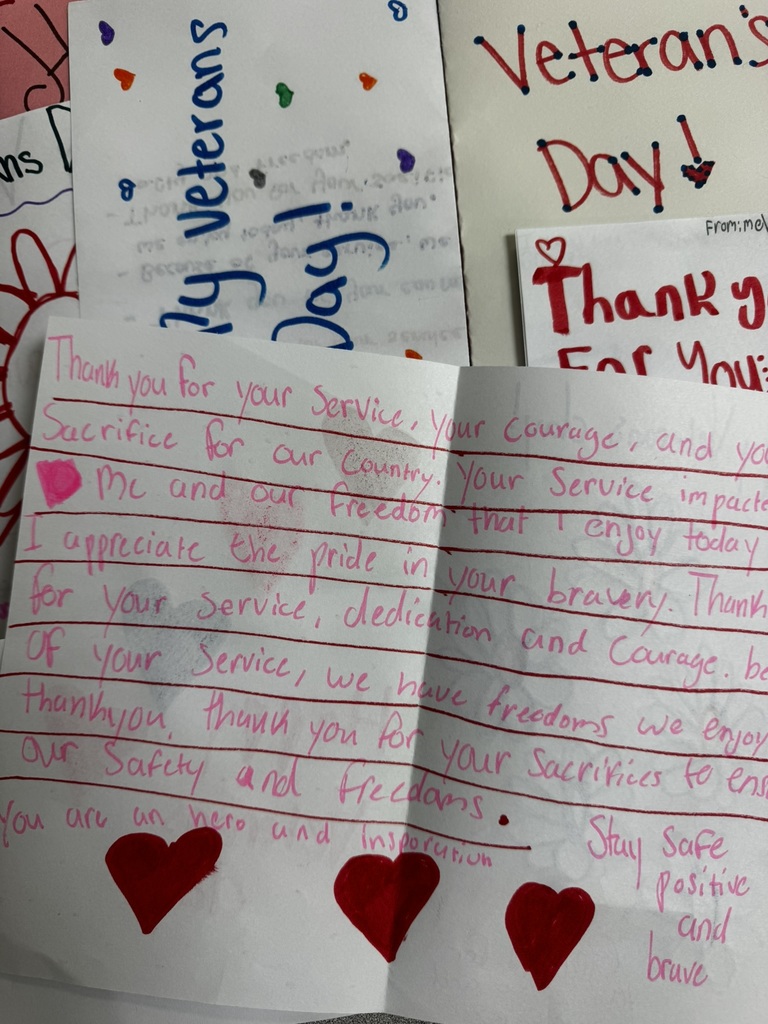 ns
My Veterans
Day!
Veteran's
Day!
From: mel
Thank y
For You
Thank you for your Service, your courage, and yo
Sacrifice for our Country. Your Service impacte
Me and our freedom that I enjoy today
I appreciate the pride in your bravery. Thank
for your Service, dedication and Courage. be
Of your Service, we have freedoms we enjoy
thankyou, thank you for your Sacrifices to ens
our Safety and freedoms.
You are an hero and Insporation
Stay Safe
positive
and
brave